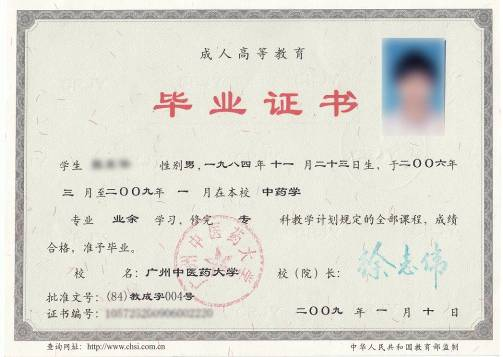 成人高等教育
毕业证书
学生 性别 男，一九八四年 十一月二十三日生，于二〇〇六年
三 月至二〇〇九年 一 月在本校 中药学
专业 业余 学习，修完 专 科教学计划规定的全部课程，成绩
合格，准予毕业。
校 名：广州中医药大学 校（院）长：徐志伟
广州中医药大学
批准文号：(84)教成字004号
证书编号： 二〇〇九年 一 月 十 日
查询网址：http://www.chsi.com.cn 中华人民共和国教育部监制